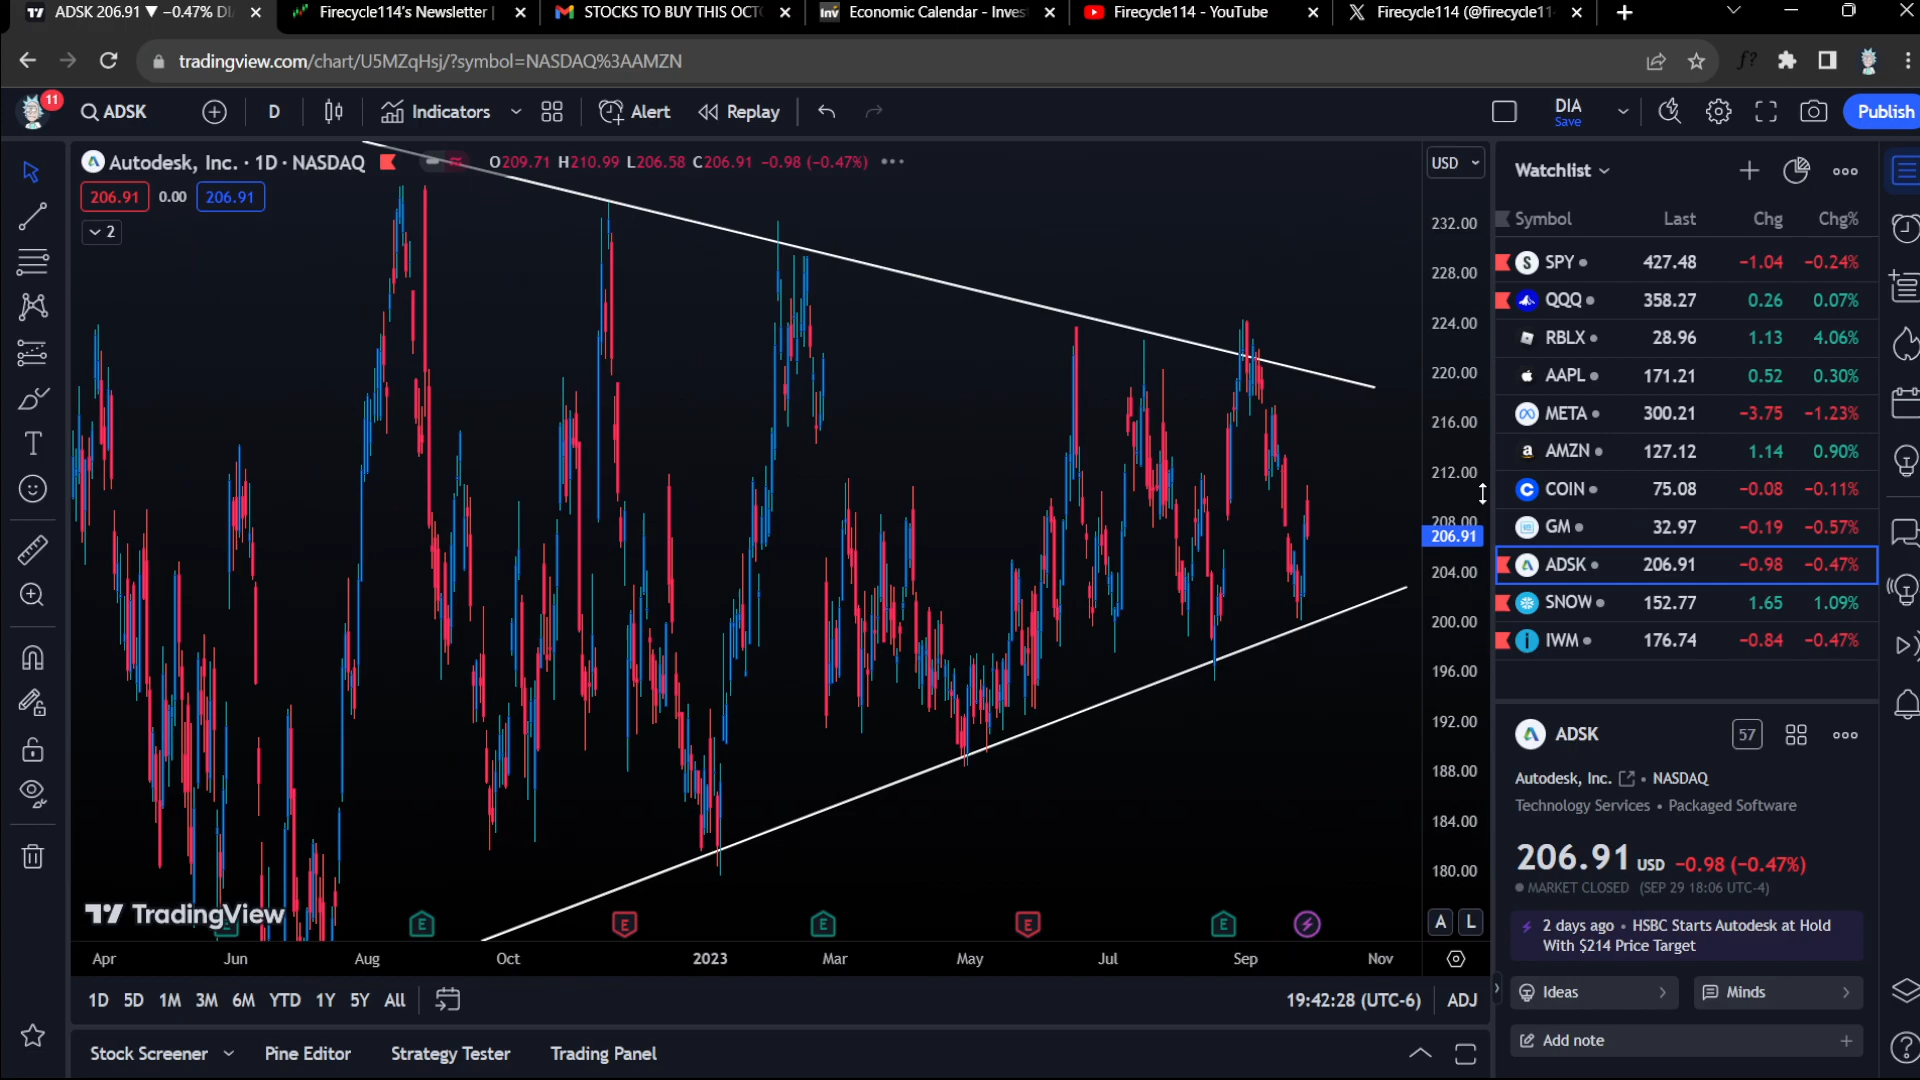 ADSK 206.91 ▼ −0.47% DI
Firecycle114's Newsletter |
STOCKS TO BUY THIS OCT
Economic Calendar - Inves
Firecycle114 - YouTube
Firecycle114 (@firecycle11
tradingview.com/chart/U5MZqHsj/?symbol=NASDAQ%3AAMZN
11
ADSK
D
Indicators
Alert
Replay
DIA
Save
Publish
Autodesk, Inc. · 1D · NASDAQ
O209.71 H210.99 L206.58 C206.91 −0.98 (−0.47%)
206.91 0.00 206.91
2
USD
232.00
228.00
224.00
220.00
216.00
212.00
208.00
206.91
204.00
200.00
196.00
192.00
188.00
184.00
180.00
TradingView
E E E E E E
A L
Apr Jun Aug Oct 2023 Mar May Jul Sep Nov
1D 5D 1M 3M 6M YTD 1Y 5Y All
19:42:28 (UTC-6) ADJ
Stock Screener Pine Editor Strategy Tester Trading Panel
Watchlist
Symbol Last Chg Chg%
S SPY 427.48 −1.04 −0.24%
QQQ 358.27 0.26 0.07%
RBLX 28.96 1.13 4.06%
AAPL 171.21 0.52 0.30%
META 300.21 −3.75 −1.23%
a AMZN 127.12 1.14 0.90%
COIN 75.08 −0.08 −0.11%
GM 32.97 −0.19 −0.57%
ADSK 206.91 −0.98 −0.47%
SNOW 152.77 1.65 1.09%
IWM 176.74 −0.84 −0.47%
ADSK 57
Autodesk, Inc. • NASDAQ
Technology Services • Packaged Software
206.91 USD −0.98 (−0.47%)
MARKET CLOSED (SEP 29 18:06 UTC-4)
2 days ago • HSBC Starts Autodesk at Hold
With $214 Price Target
Ideas Minds
Add note